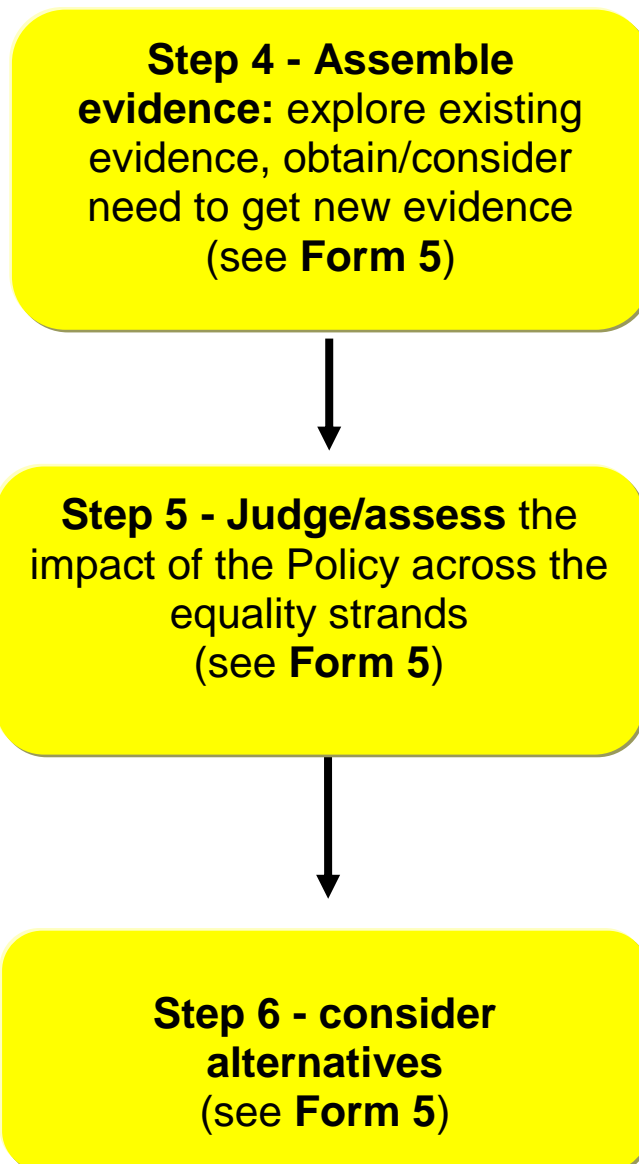 Step 4 - Assemble
evidence: explore existing
evidence, obtain/consider
need to get new evidence
(see Form 5)
Step 5 - Judge/assess the
impact of the Policy across the
equality strands
(see Form 5)
Step 6 - consider
alternatives
(see Form 5)